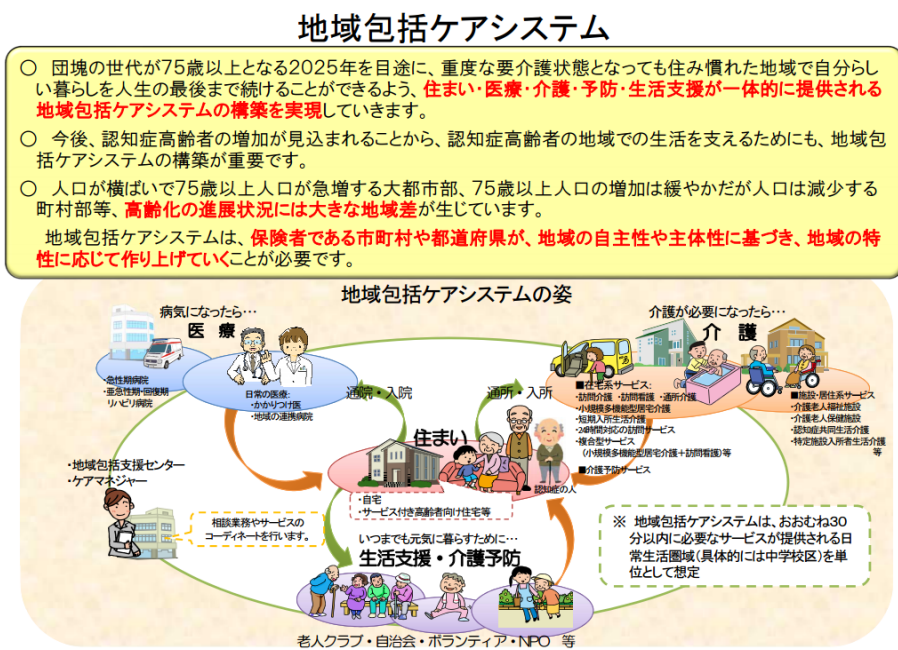 地域包括ケアシステム
○ 団塊の世代が75歳以上となる2025年を目途に、重度な要介護状態となっても住み慣れた地域で自分らし
い暮らしを人生の最後まで続けることができるよう、住まい・医療・介護・予防・生活支援が一体的に提供される
地域包括ケアシステムの構築を実現していきます。
○ 今後、認知症高齢者の増加が見込まれることから、認知症高齢者の地域での生活を支えるためにも、地域包
括ケアシステムの構築が重要です。
○ 人口が横ばいで75歳以上人口が急増する大都市部、75歳以上人口の増加は緩やかだが人口は減少する
町村部等、高齢化の進展状況には大きな地域差が生じています。
地域包括ケアシステムは、保険者である市町村や都道府県が、地域の自主性や主体性に基づき、地域の特
性に応じて作り上げていくことが必要です。
地域包括ケアシステムの姿
病気になったら…
医療
・急性期病院
・亜急性期・回復期
リハビリ病院
日常の医療:
・かかりつけ医
・地域の連携病院
通院・入院
介護が必要になったら…
介護
通所・入所
■在宅系サービス:
・訪問介護 ・訪問看護 ・通所介護
・小規模多機能型居宅介護
・短期入所生活介護
・24時間対応の訪問サービス
・複合型サービス
(小規模多機能型居宅介護+訪問看護)等
■介護予防サービス
■施設・居住系サービス
・介護老人福祉施設
・介護老人保健施設
・認知症共同生活介護
・特定施設入所者生活介護
等
住まい
認知症の人
・自宅
・サービス付き高齢者向け住宅等
・地域包括支援センター
・ケアマネジャー
相談業務やサービスの
コーディネートを行います。
いつまでも元気に暮らすために…
生活支援・介護予防
老人クラブ・自治会・ボランティア・NPO 等
※ 地域包括ケアシステムは、おおむね30
分以内に必要なサービスが提供される日
常生活圏域(具体的には中学校区)を単
位として想定